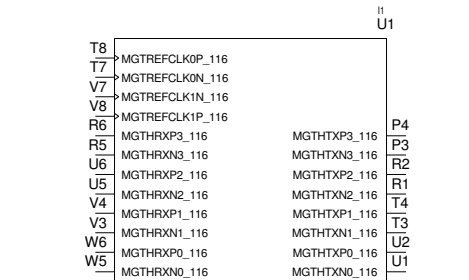 I1
U1
T8 MGTREFCLK0P_116
T7 MGTREFCLK0N_116
V7 MGTREFCLK1N_116
V8 MGTREFCLK1P_116
R6 MGTHRXP3_116 MGTHTXP3_116 P4
R5 MGTHRXN3_116 MGTHTXN3_116 P3
U6 MGTHRXP2_116 MGTHTXP2_116 R2
U5 MGTHRXN2_116 MGTHTXN2_116 R1
V4 MGTHRXP1_116 MGTHTXP1_116 T4
V3 MGTHRXN1_116 MGTHTXN1_116 T3
W6 MGTHRXP0_116 MGTHTXP0_116 U2
W5 MGTHRXN0_116 MGTHTXN0_116 U1